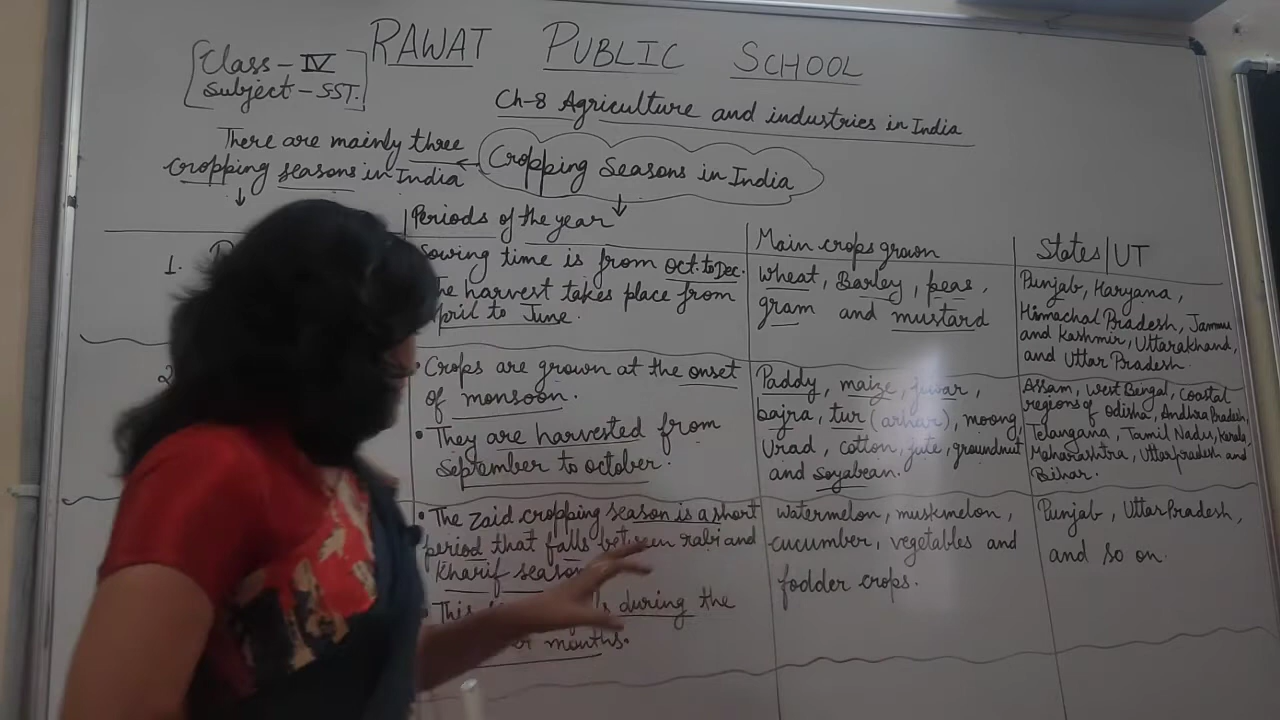 RAWAT PUBLIC SCHOOL
Class - IV
Subject - SST.
Ch-8 Agriculture and industries in India
There are mainly three
cropping seasons in India
Cropping Seasons in India
Periods of the year
Main crops grown
States/UT
1.
Sowing time is from Oct. to Dec.
harvest takes place from
to June.
wheat, Barley, peas,
gram and mustard
Punjab, Haryana,
Himachal Pradesh, Jammu
and Kashmir, Uttarakhand,
and Uttar Pradesh.
• Crops are grown at the onset
of monsoon.
• They are harvested from
September to october.
Paddy, maize, jowar,
bajra, tur (arhar), moong,
Urad, cotton, jute, groundnut
and soyabean.
Assam, West Bengal, coastal
regions of odisha, Andhra Pradesh,
Telangana, Tamil Nadu, Kerala,
Maharashtra, Uttar pradesh and
Bihar.
• The zaid cropping season is a short
period that falls between rabi and
kharif season
• This during the
months.
watermelon, muskmelon,
cucumber, vegetables and
fodder crops.
Punjab, Uttar Pradesh,
and so on.